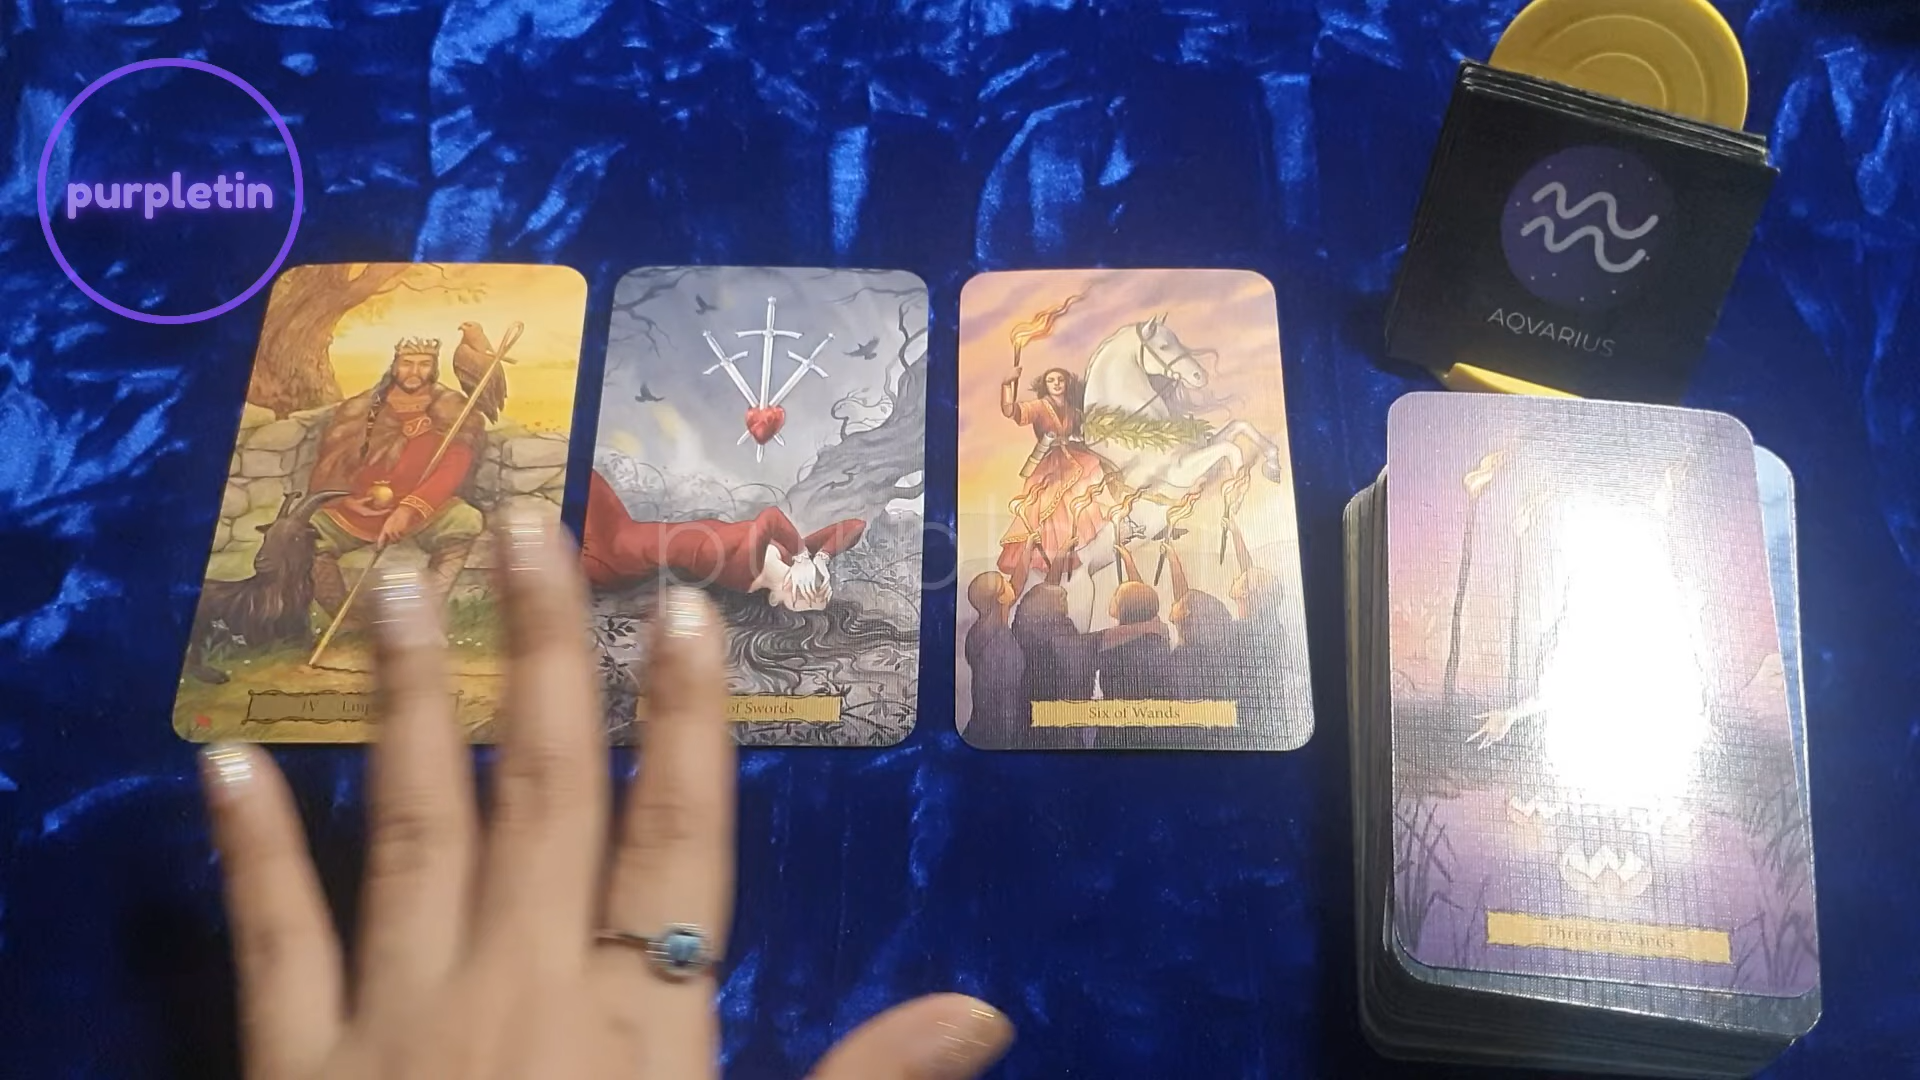 purpletin
AQVARIUS
IV
of Swords
Six of Wands
Three of Wands